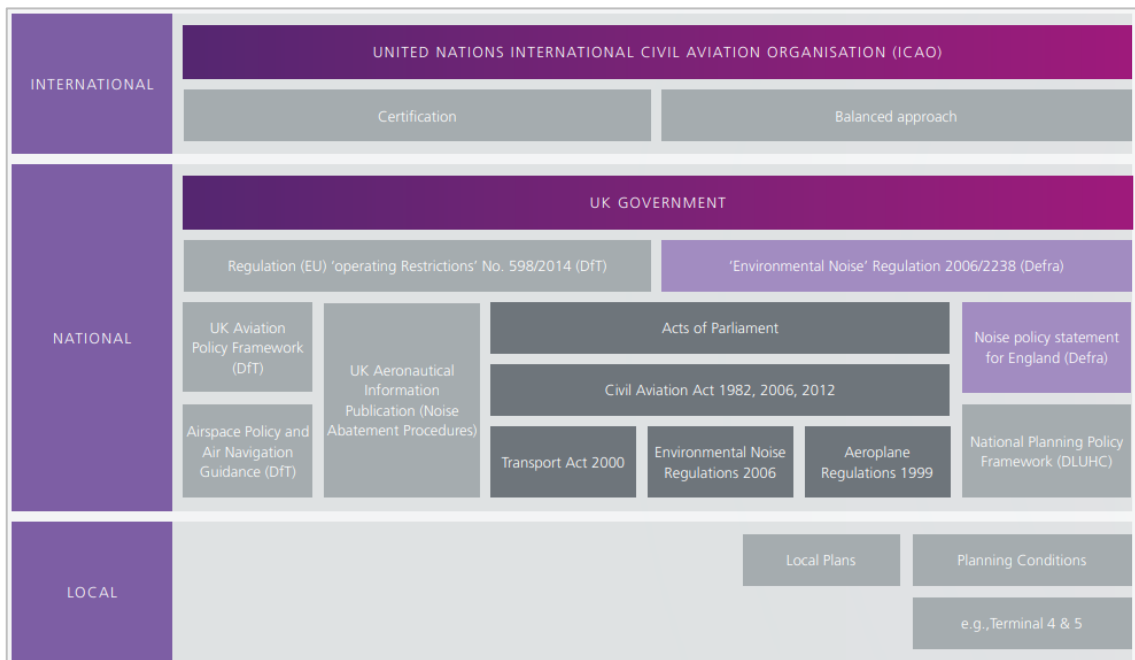 INTERNATIONAL
UNITED NATIONS INTERNATIONAL CIVIL AVIATION ORGANISATION (ICAO)
Certification
Balanced approach
NATIONAL
UK GOVERNMENT
Regulation (EU) ‘operating Restrictions’ No. 598/2014 (DfT)
‘Environmental Noise’ Regulation 2006/2238 (Defra)
UK Aviation
Policy Framework
(DfT)
Airspace Policy and
Air Navigation
Guidance (DfT)
UK Aeronautical
Information
Publication (Noise
Abatement Procedures)
Acts of Parliament
Civil Aviation Act 1982, 2006, 2012
Transport Act 2000
Environmental Noise
Regulations 2006
Aeroplane
Regulations 1999
Noise policy statement
for England (Defra)
National Planning Policy
Framework (DLUHC)
LOCAL
Local Plans
Planning Conditions
e.g.,Terminal 4 & 5